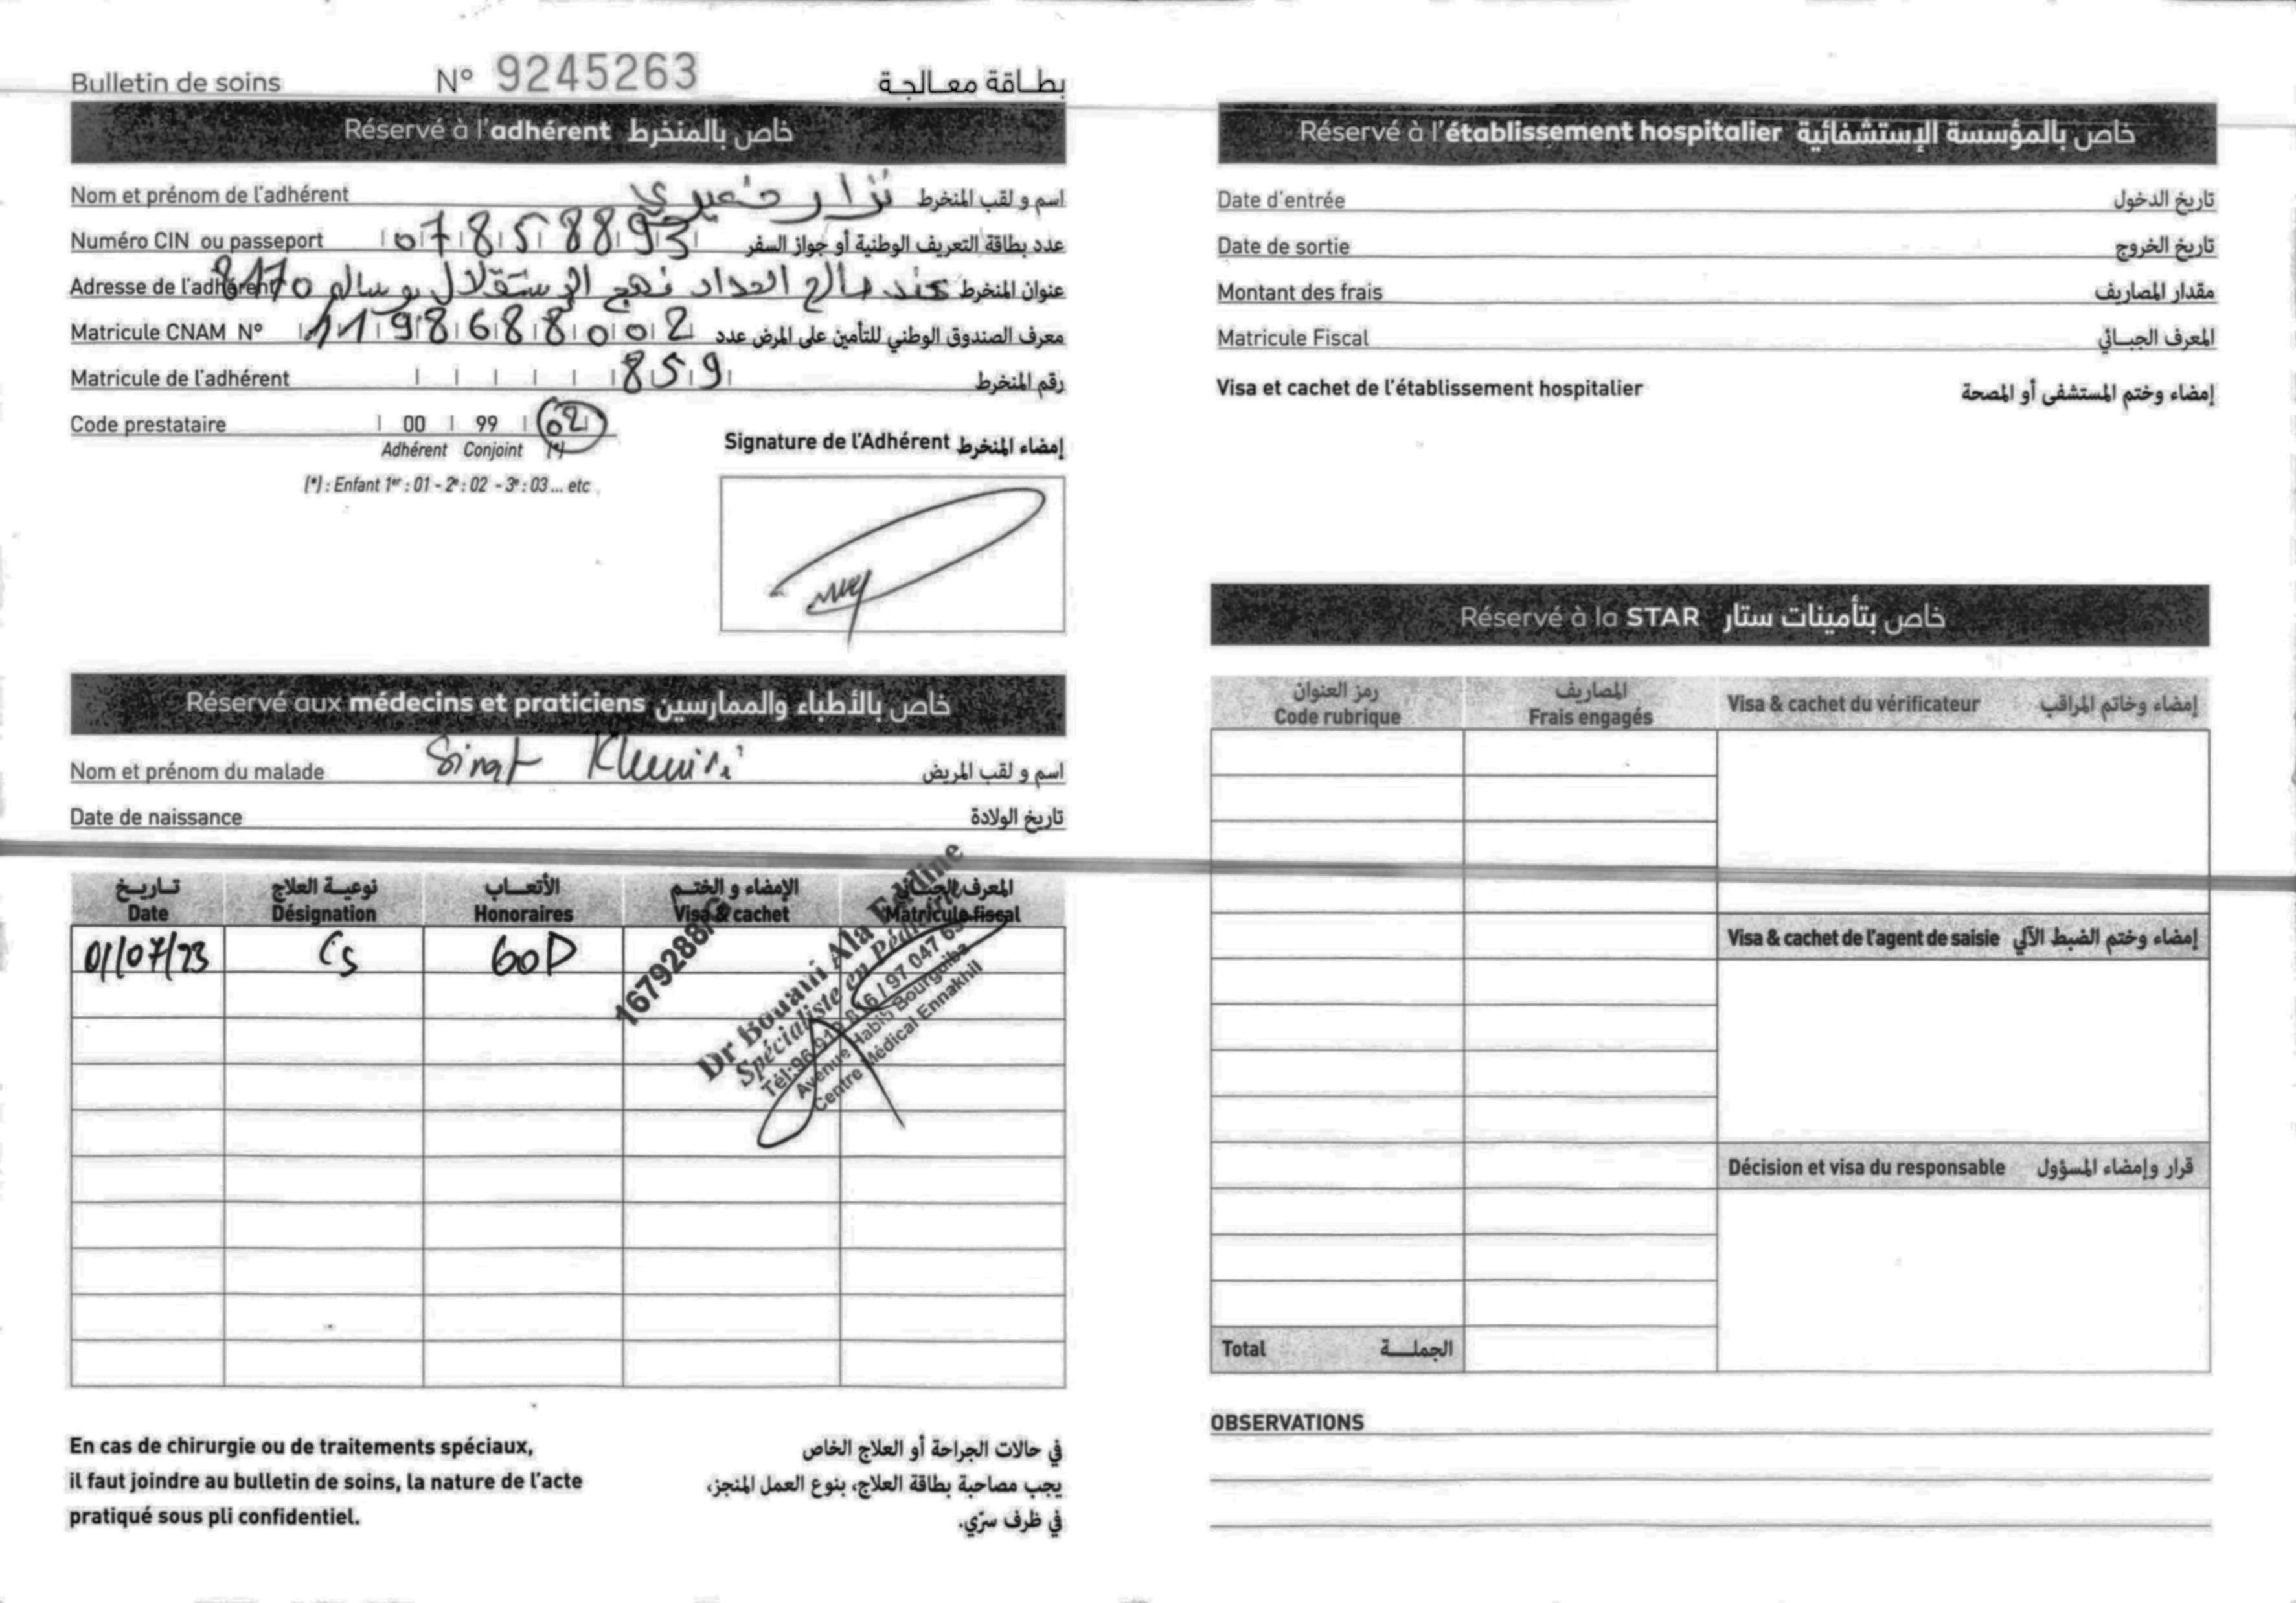 Bulletin de soins N° 9245263 بطاقة معالجة
Réservé à l'adhérent خاص بالمنخرط
Nom et prénom de l'adhérent نزار خميري اسم و لقب المنخرط
Numéro CIN ou passeport 07858893 عدد بطاقة التعريف الوطنية أو جواز السفر
Adresse de l'adhérent عند صالح الحداد نهج الإستقلال بوسالم 8170 عنوان المنخرط
Matricule CNAM N° 1198688002 معرف الصندوق الوطني للتأمين على المرض عدد
Matricule de l'adhérent 859 رقم المنخرط
Code prestataire 00 99 02
Adhérent Conjoint (*)
(*) : Enfant 1er : 01 - 2e : 02 - 3e : 03 ... etc
Signature de l'Adhérent إمضاء المنخرط
Réservé aux médecins et praticiens خاص بالأطباء والممارسين
Nom et prénom du malade Khemiri اسم و لقب المريض
Date de naissance تاريخ الولادة
تاريخ نوعية العلاج الأتعاب الإمضاء و الختم المعرف الجبائي
Date Désignation Honoraires Visa & cachet Matricule fiscal
01/07/23 Cs 60D
1679288/G
Dr Bouaini Ala Eddine
Spécialiste en Pédiatrie
Tél: 97 047
Avenue Habib Bourguiba
Centre Médical Ennakhil
En cas de chirurgie ou de traitements spéciaux,
il faut joindre au bulletin de soins, la nature de l'acte
pratiqué sous pli confidentiel.
في حالات الجراحة أو العلاج الخاص
يجب مصاحبة بطاقة العلاج، بنوع العمل المنجز،
في ظرف سرّي.
Réservé à l'établissement hospitalier خاص بالمؤسسة الإستشفائية
Date d'entrée تاريخ الدخول
Date de sortie تاريخ الخروج
Montant des frais مقدار المصاريف
Matricule Fiscal المعرف الجبائي
Visa et cachet de l'établissement hospitalier إمضاء وختم المستشفى أو المصحة
Réservé à la STAR خاص بتأمينات ستار
رمز العنوان المصاريف
Code rubrique Frais engagés Visa & cachet du vérificateur إمضاء وخاتم المراقب
Visa & cachet de l'agent de saisie إمضاء وختم الضبط الآلي
Décision et visa du responsable قرار وإمضاء المسؤول
Total الجملة
OBSERVATIONS